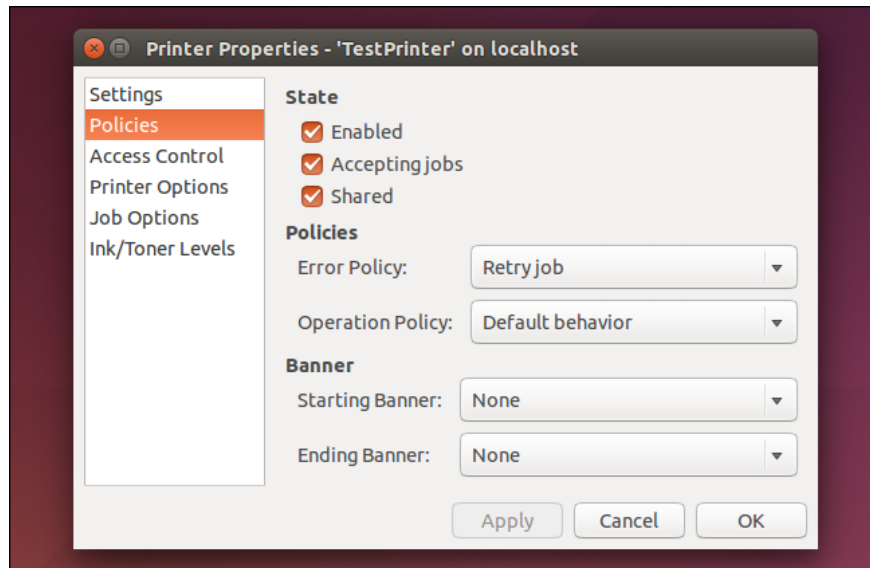 Printer Properties - 'TestPrinter' on localhost
Settings
Policies
Access Control
Printer Options
Job Options
Ink/Toner Levels
State
Enabled
Accepting jobs
Shared
Policies
Error Policy: Retry job
Operation Policy: Default behavior
Banner
Starting Banner: None
Ending Banner: None
Apply Cancel OK